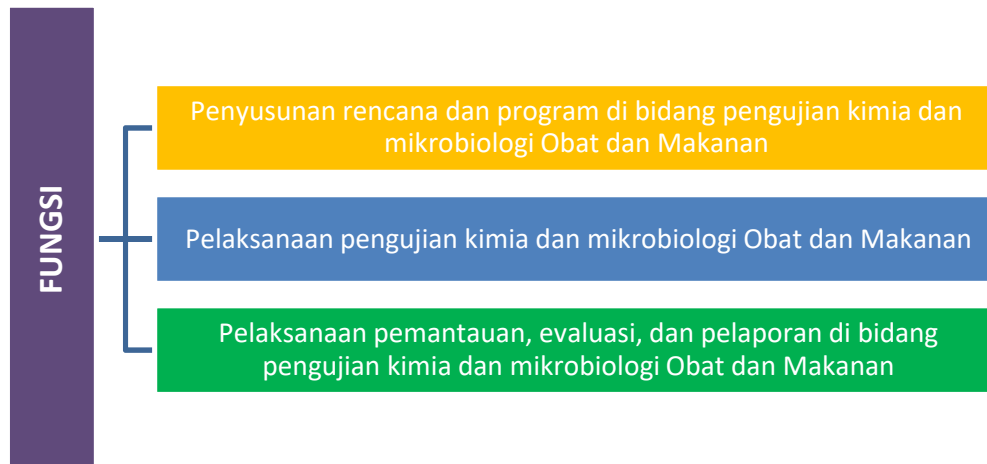 FUNGSI
Penyusunan rencana dan program di bidang pengujian kimia dan
mikrobiologi Obat dan Makanan
Pelaksanaan pengujian kimia dan mikrobiologi Obat dan Makanan
Pelaksanaan pemantauan, evaluasi, dan pelaporan di bidang
pengujian kimia dan mikrobiologi Obat dan Makanan